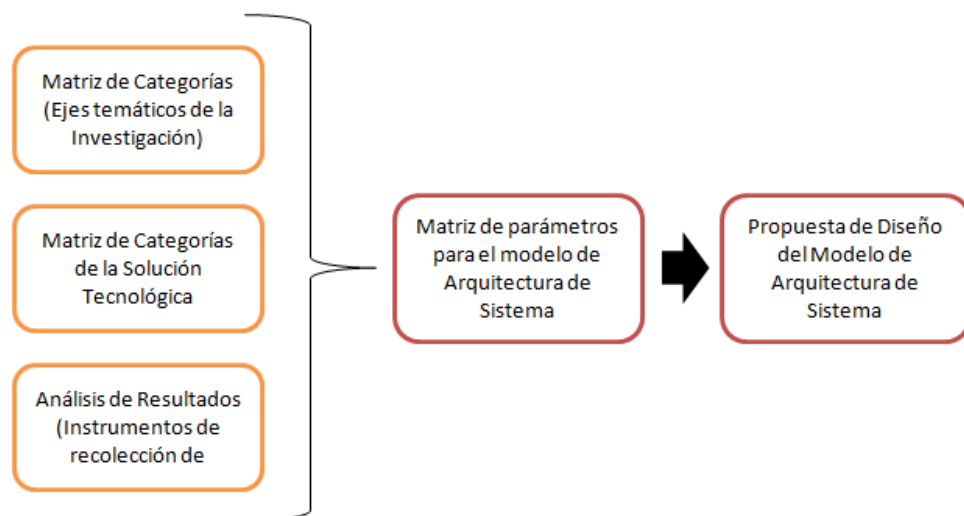 Matriz de Categorías
(Ejes temáticos de la
Investigación)
Matriz de Categorías
de la Solución
Tecnológica
Análisis de Resultados
(Instrumentos de
recolección de
Matriz de parámetros
para el modelo de
Arquitectura de
Sistema
Propuesta de Diseño
del Modelo de
Arquitectura de
Sistema